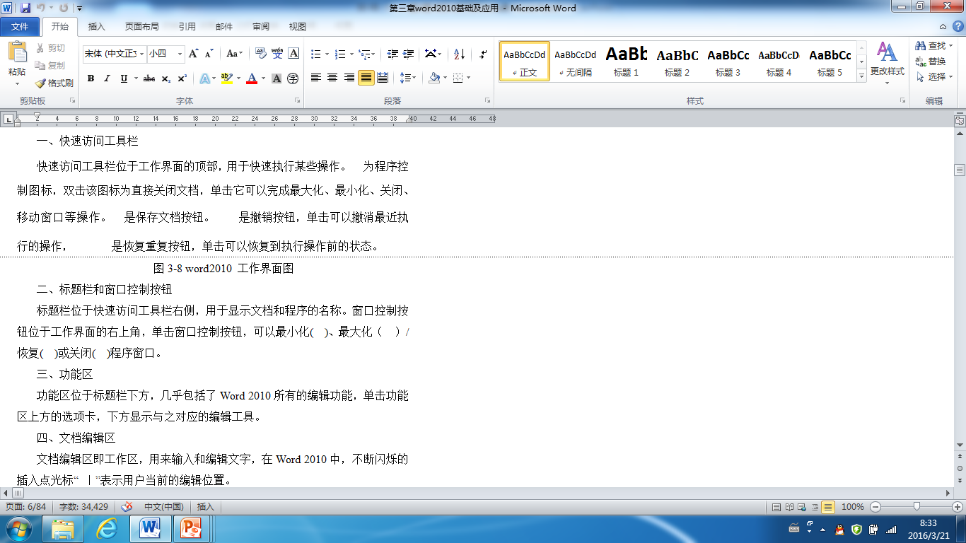 第三章word2010基础及应用 - Microsoft Word
文件 开始 插入 页面布局 引用 邮件 审阅 视图
粘贴 剪切 复制 格式刷
宋体 (中文正 小四
AaBbCcDd AaBbCcDd AaBb AaBbC AaBbCc AaBbCcD AaBbCc
正文 无间隔 标题 1 标题 2 标题 3 标题 4 标题 5
更改样式 查找 替换 选择
剪贴板 字体 段落 样式 编辑
2 4 6 8 10 12 14 16 18 20 22 24 26 28 30 32 34 36 38 40 42 44 46 48
一、快速访问工具栏
快速访问工具栏位于工作界面的顶部,用于快速执行某些操作。 为程序控
制图标,双击该图标为直接关闭文档,单击它可以完成最大化、最小化、关闭、
移动窗口等操作。 是保存文档按钮。 是撤销按钮,单击可以撤消最近执
行的操作, 是恢复重复按钮,单击可以恢复到执行操作前的状态。
图 3-8 word2010 工作界面图
二、标题栏和窗口控制按钮
标题栏位于快速访问工具栏右侧,用于显示文档和程序的名称。窗口控制按
钮位于工作界面的右上角,单击窗口控制按钮,可以最小化( )、最大化( )/
恢复( )或关闭( )程序窗口。
三、功能区
功能区位于标题栏下方,几乎包括了 Word 2010 所有的编辑功能,单击功能
区上方的选项卡,下方显示与之对应的编辑工具。
四、文档编辑区
文档编辑区即工作区,用来输入和编辑文字,在 Word 2010 中,不断闪烁的
插入点光标“ 丨”表示用户当前的编辑位置。
页面: 6/84 字数: 34,429 中文(中国) 插入 100%
8:33
2016/3/21